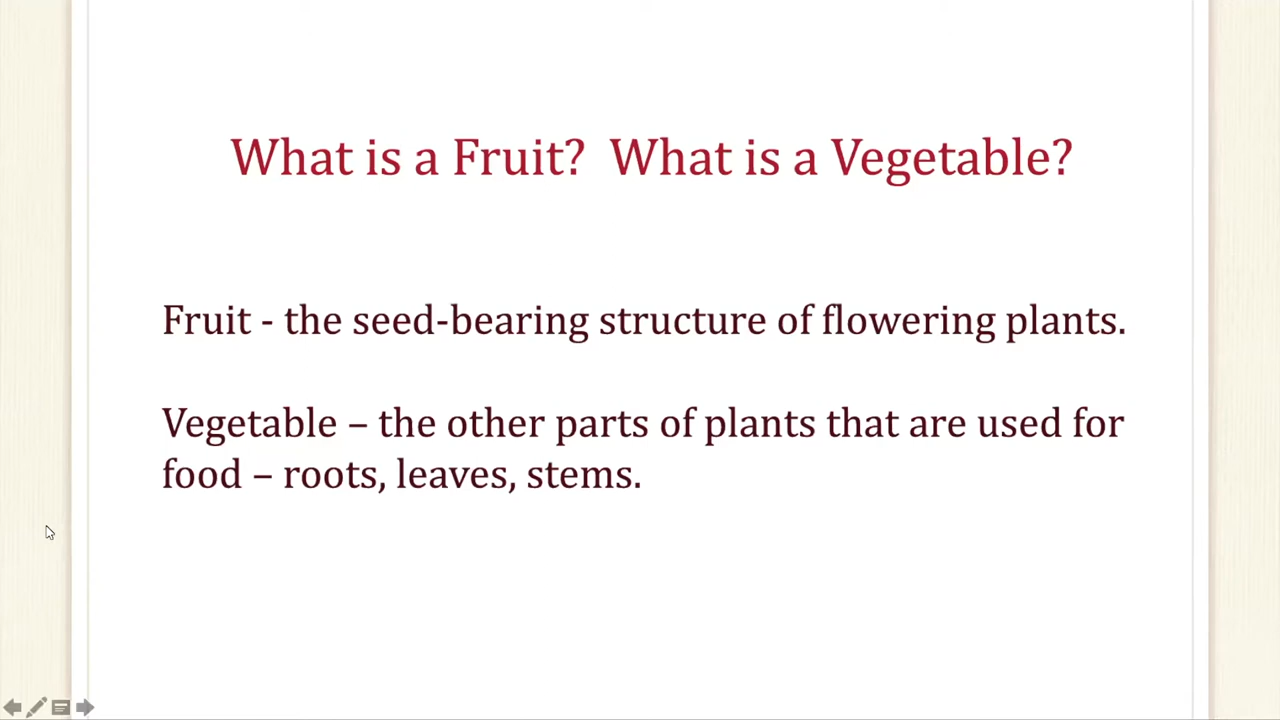 What is a Fruit?  What is a Vegetable?
Fruit - the seed-bearing structure of flowering plants.
Vegetable – the other parts of plants that are used for
food – roots, leaves, stems.